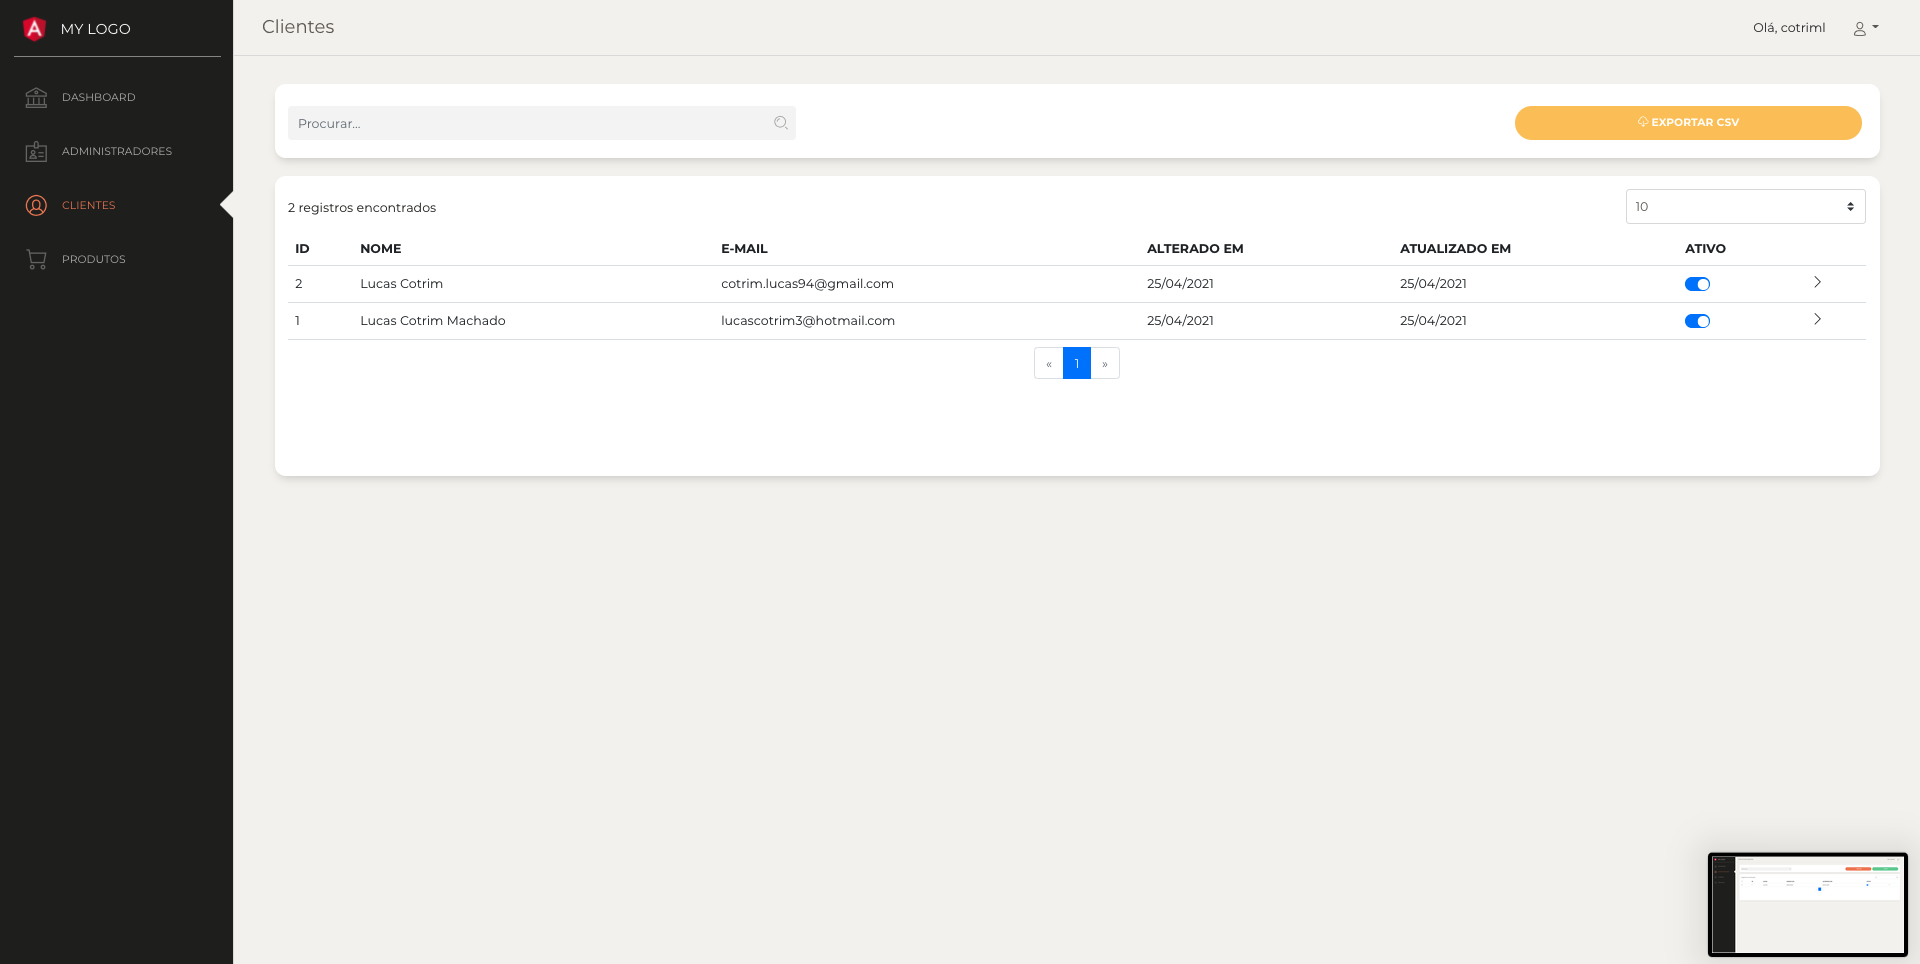 MY LOGO
Clientes
Olá, cotriml
DASHBOARD
ADMINISTRADORES
CLIENTES
PRODUTOS
Procurar...
EXPORTAR CSV
2 registros encontrados
10
ID NOME E-MAIL ALTERADO EM ATUALIZADO EM ATIVO
2 Lucas Cotrim cotrim.lucas94@gmail.com 25/04/2021 25/04/2021
1 Lucas Cotrim Machado lucascotrim3@hotmail.com 25/04/2021 25/04/2021
« 1 »